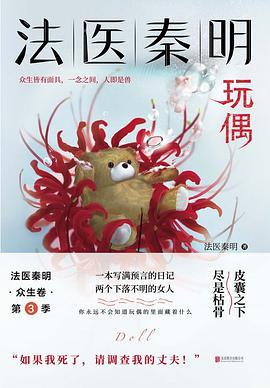 法医秦明
众生皆有面具，一念之间，人即是兽
玩偶
法医秦明 著
法医秦明
·众生卷·
第3季
一本写满预言的日记
两个下落不明的女人
你永远不会知道玩偶的里面藏着什么
皮囊之下
尽是枯骨
Doll
“如果我死了，请调查我的丈夫！”